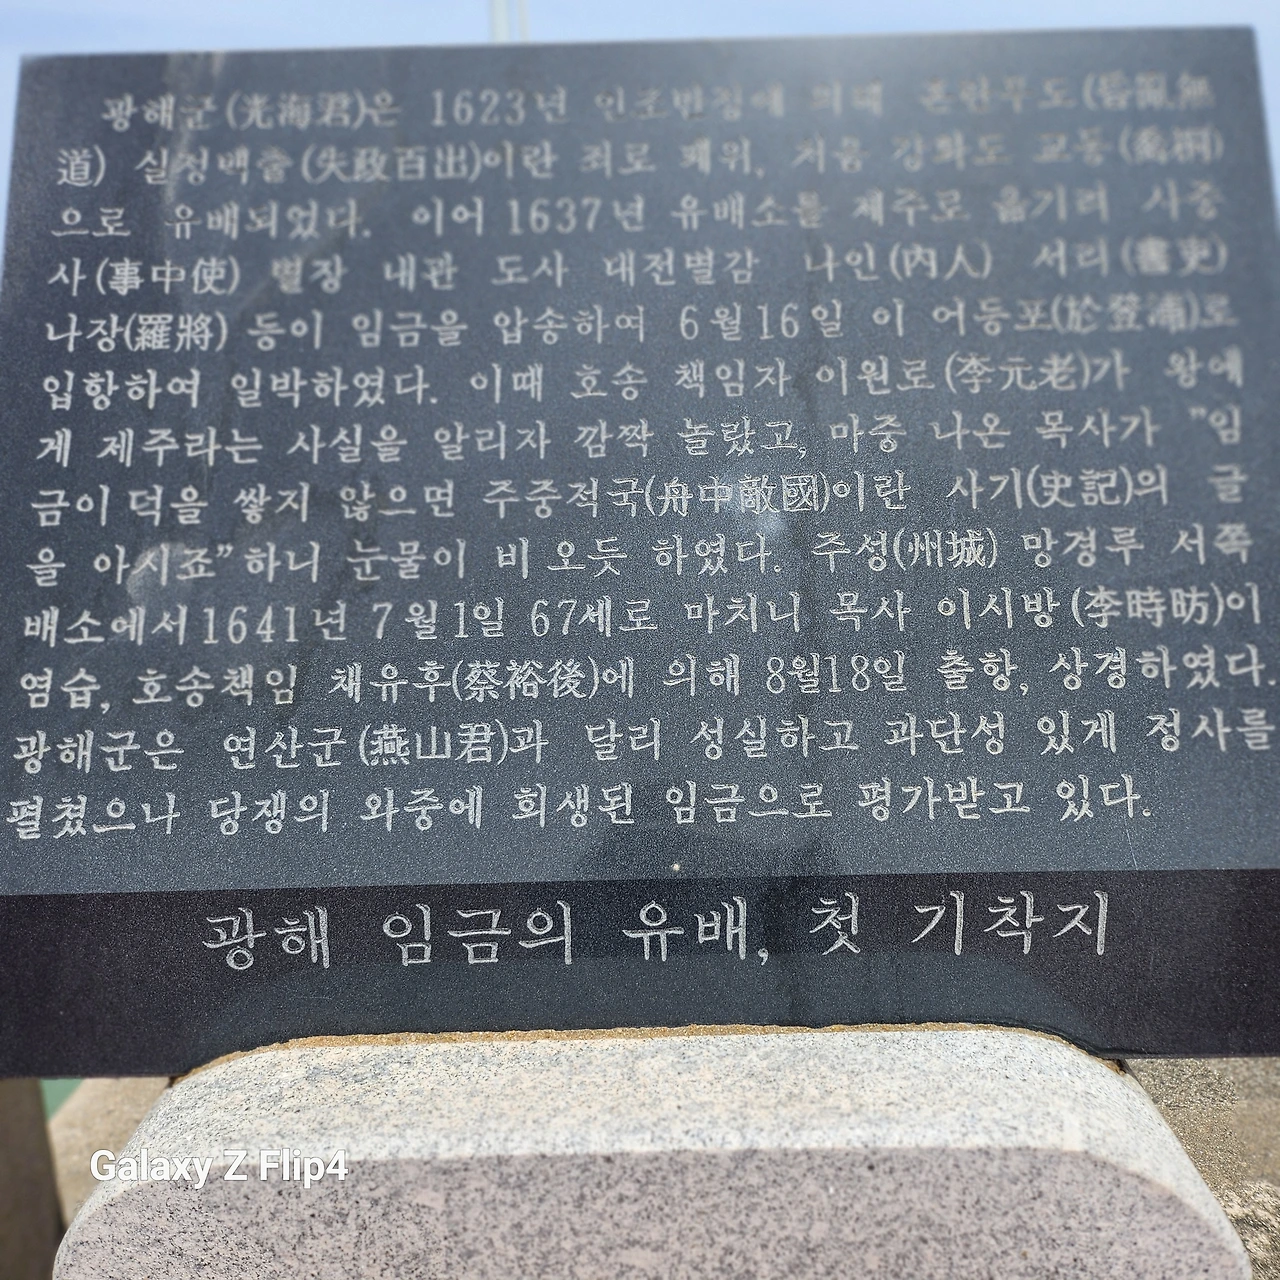 광해군(光海君)은 1623년 인조반정에 의해 혼란무도(昏亂無
道) 실정백출(失政百出)이란 죄로 폐위, 처음 강화도 교동(喬桐)
으로 유배되었다. 이어 1637년 유배소를 제주로 옮기려 사중
사(事中使) 별장 내관 도사 대전별감 나인(內人) 서리(書吏)
나장(羅將) 등이 임금을 압송하여 6월16일 이 어등포(於登浦)로
입항하여 일박하였다. 이때 호송 책임자 이원로(李元老)가 왕에
게 제주라는 사실을 알리자 깜짝 놀랐고, 마중 나온 목사가 "임
금이 덕을 쌓지 않으면 주중적국(舟中敵國)이란 사기(史記)의 글
을 아시죠" 하니 눈물이 비 오듯 하였다. 주성(州城) 망경루 서쪽
배소에서 1641년 7월1일 67세로 마치니 목사 이시방(李時昉)이
염습, 호송책임 채유후(蔡裕後)에 의해 8월18일 출항, 상경하였다.
광해군은 연산군(燕山君)과 달리 성실하고 과단성 있게 정사를
펼쳤으나 당쟁의 와중에 희생된 임금으로 평가받고 있다.
광해 임금의 유배, 첫 기착지
Galaxy Z Flip4